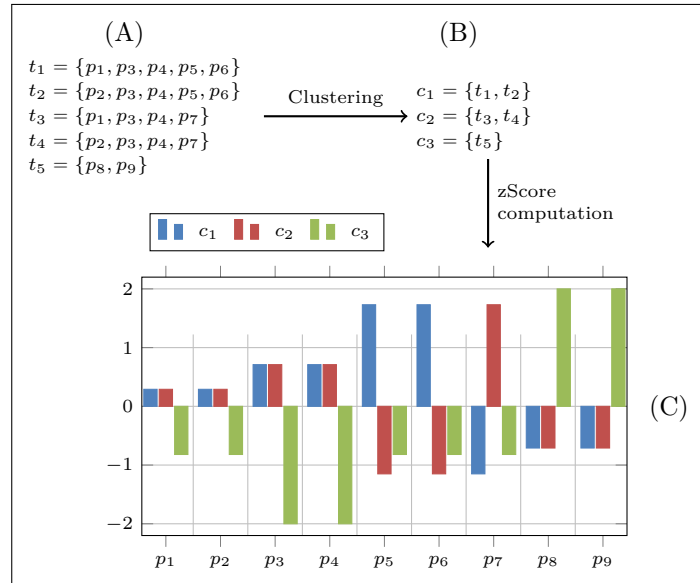 (A) (B)
t1 = {p1, p3, p4, p5, p6}
t2 = {p2, p3, p4, p5, p6}
t3 = {p1, p3, p4, p7}
t4 = {p2, p3, p4, p7}
t5 = {p8, p9}
Clustering
c1 = {t1, t2}
c2 = {t3, t4}
c3 = {t5}
zScore
computation
c1 c2 c3
2
1
0
−1
−2
(C)
p1 p2 p3 p4 p5 p6 p7 p8 p9